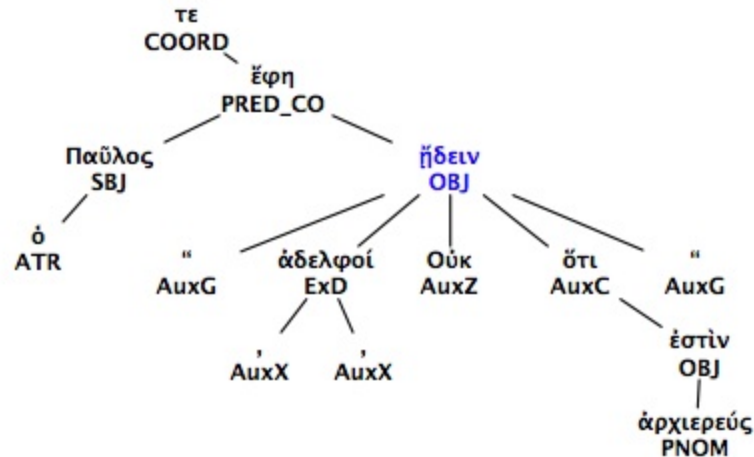 τε
COORD
ἔφη
PRED_CO
Παῦλος
SBJ
ᾔδειν
OBJ
ὁ
ATR
“
AuxG
ἀδελφοί
ExD
Οὐκ
AuxZ
ὅτι
AuxC
“
AuxG
,
AuxX
,
AuxX
ἐστὶν
OBJ
ἀρχιερεύς
PNOM